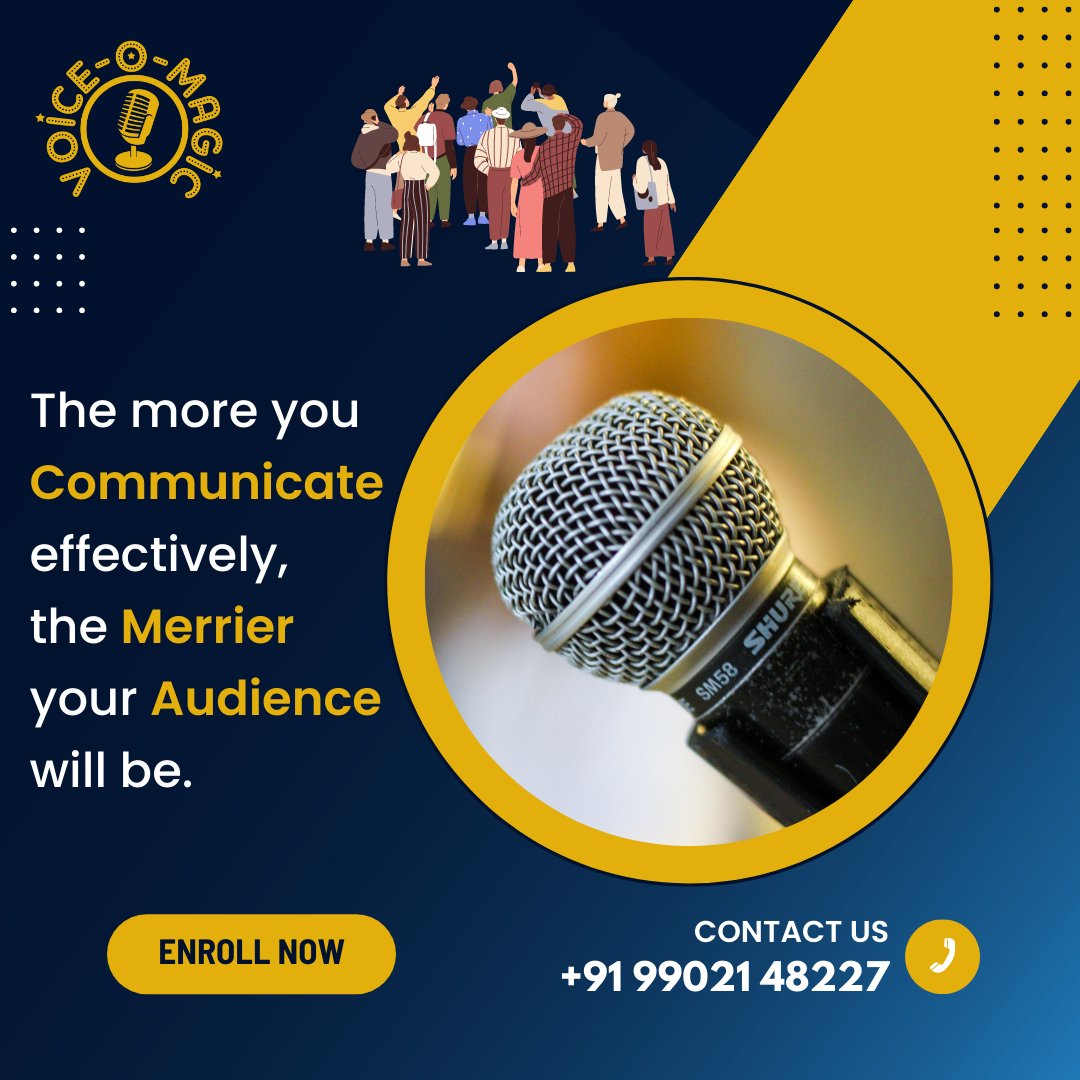 VOICE-O-MAGIC
The more you
Communicate
effectively,
the Merrier
your Audience
will be.
SHURE
SM58
ENROLL NOW
CONTACT US
+91 99021 48227